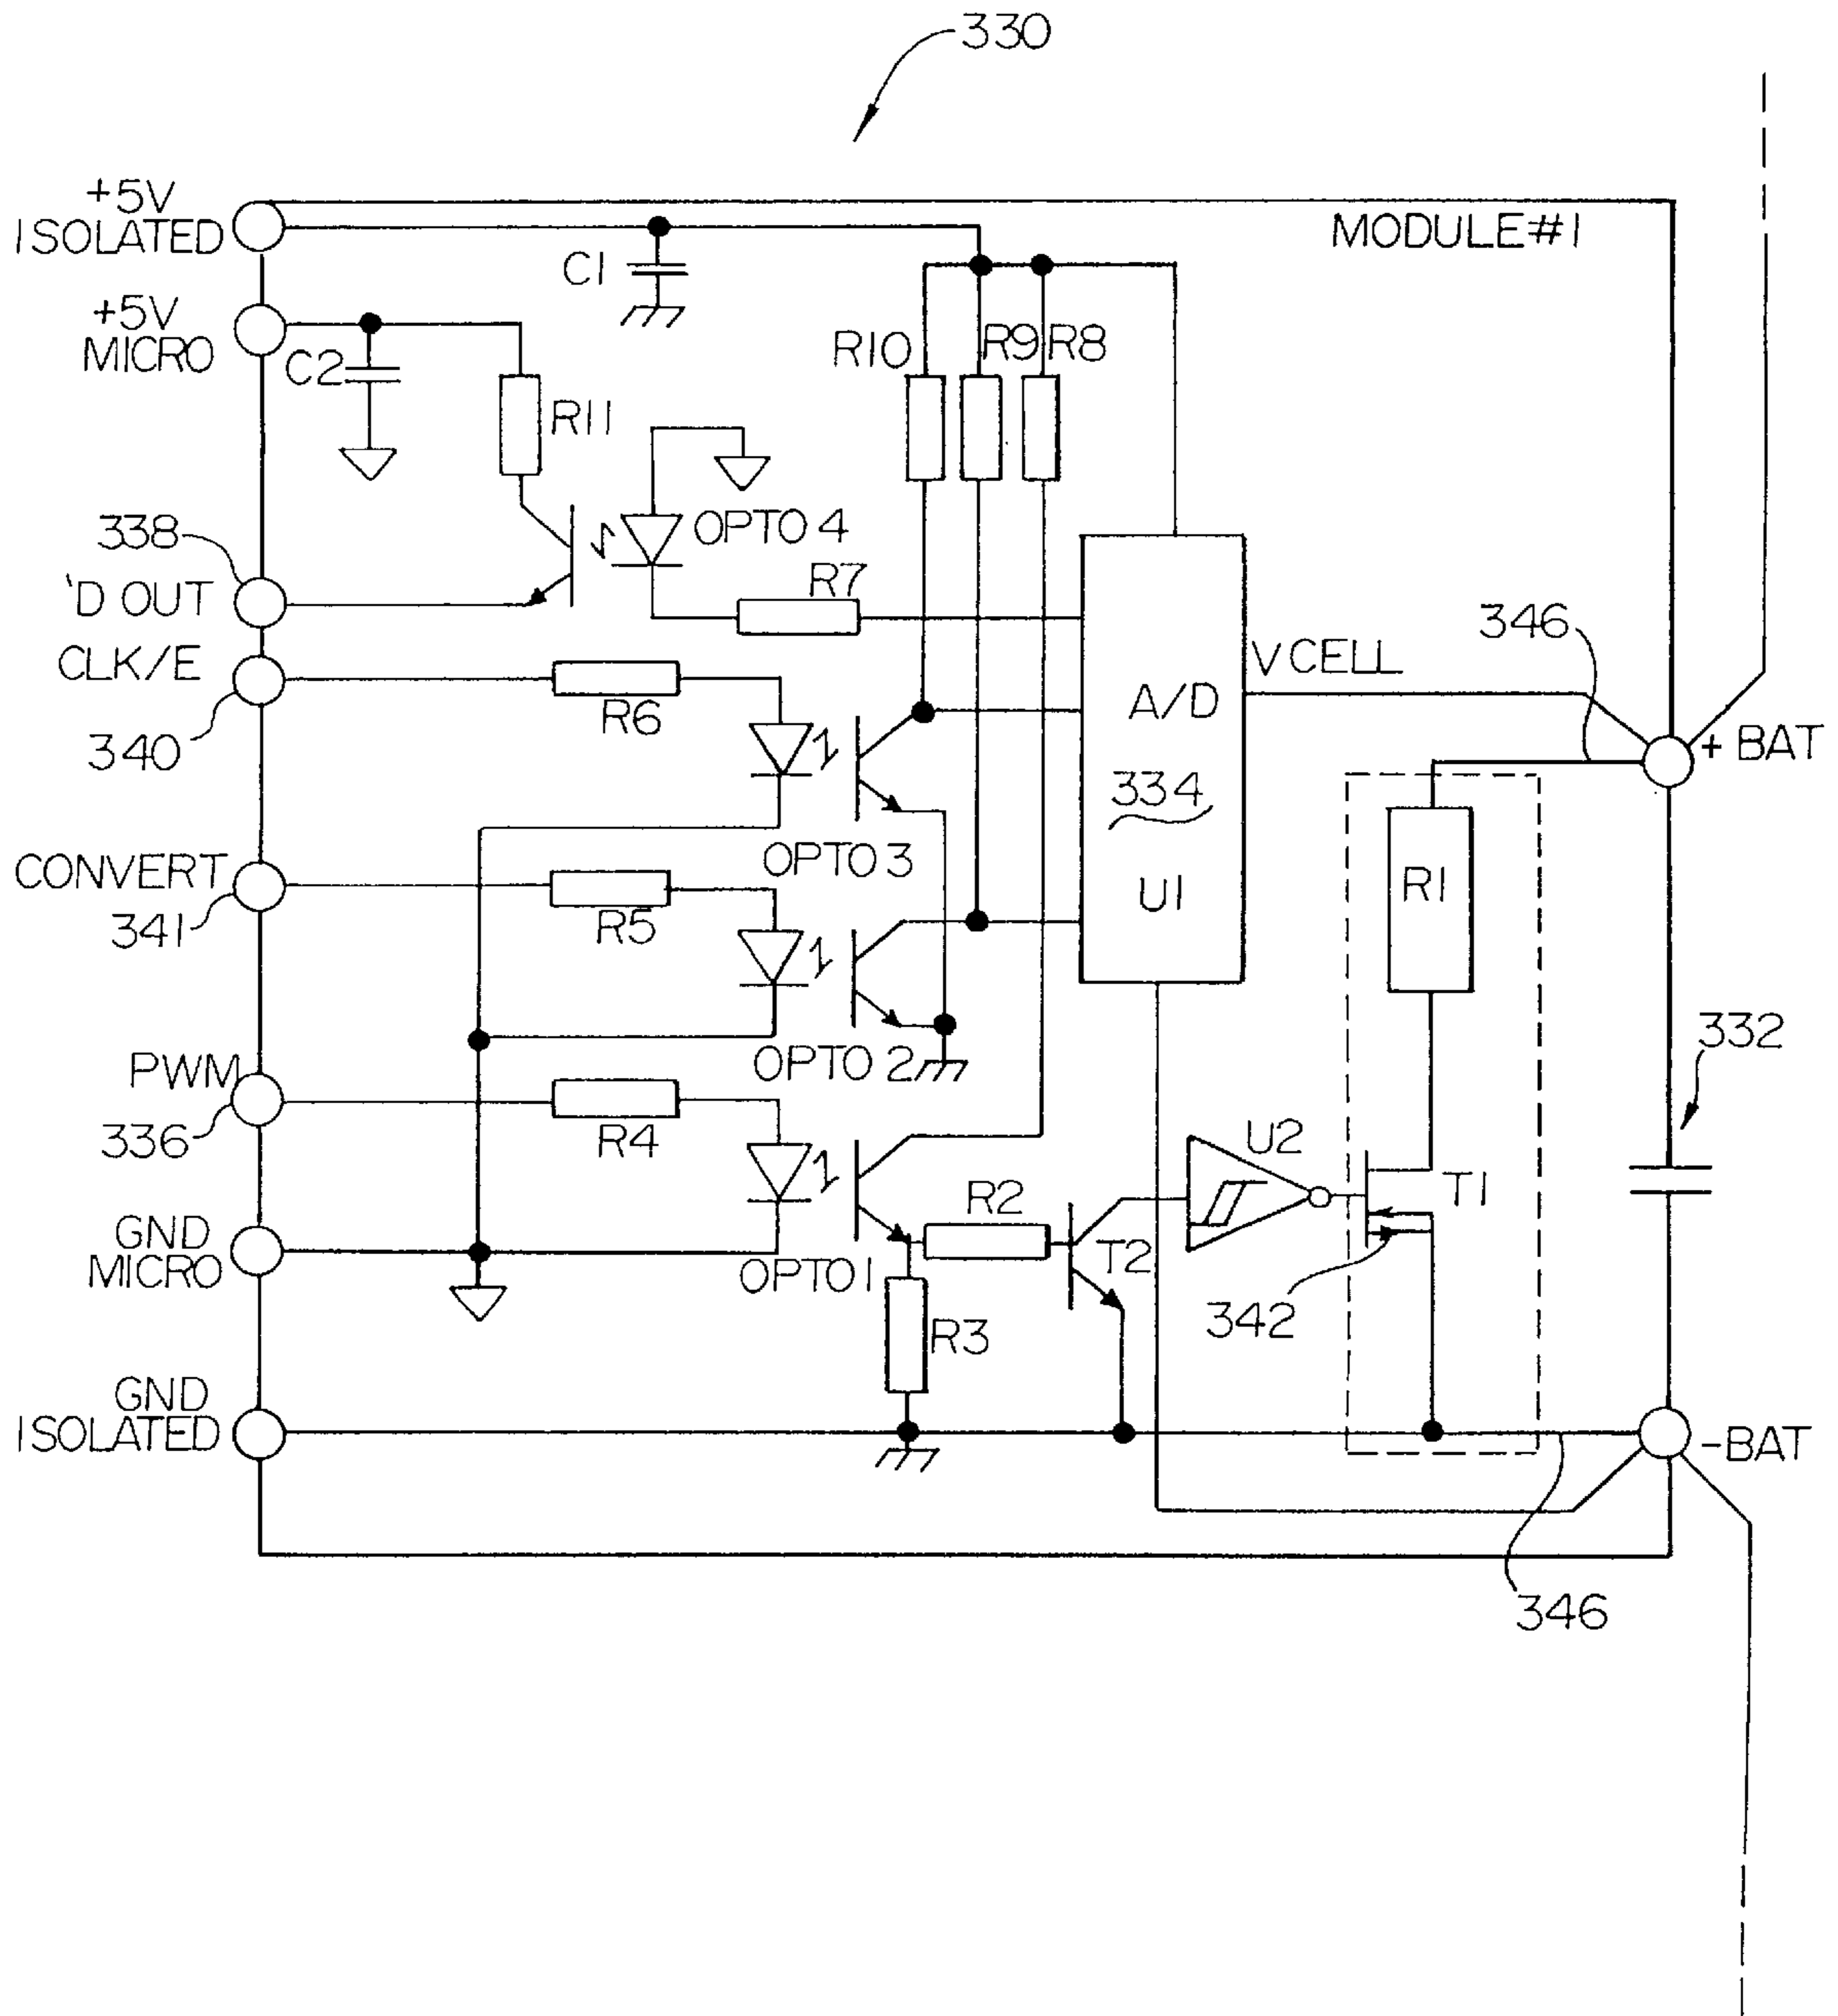 330
+5V
ISOLATED
MODULE#1
C1
+5V
MICRO
C2
R10
R9
R8
R11
338
OPTO 4
'D OUT
R7
346
CLK/E
V CELL
A/D
R6
340
+ BAT
334
OPTO 3
CONVERT
R1
U1
341
R5
332
OPTO 2
PWM
336
R4
U2
R2
T1
GND
MICRO
T2
OPTO 1
342
R3
GND
ISOLATED
-BAT
346